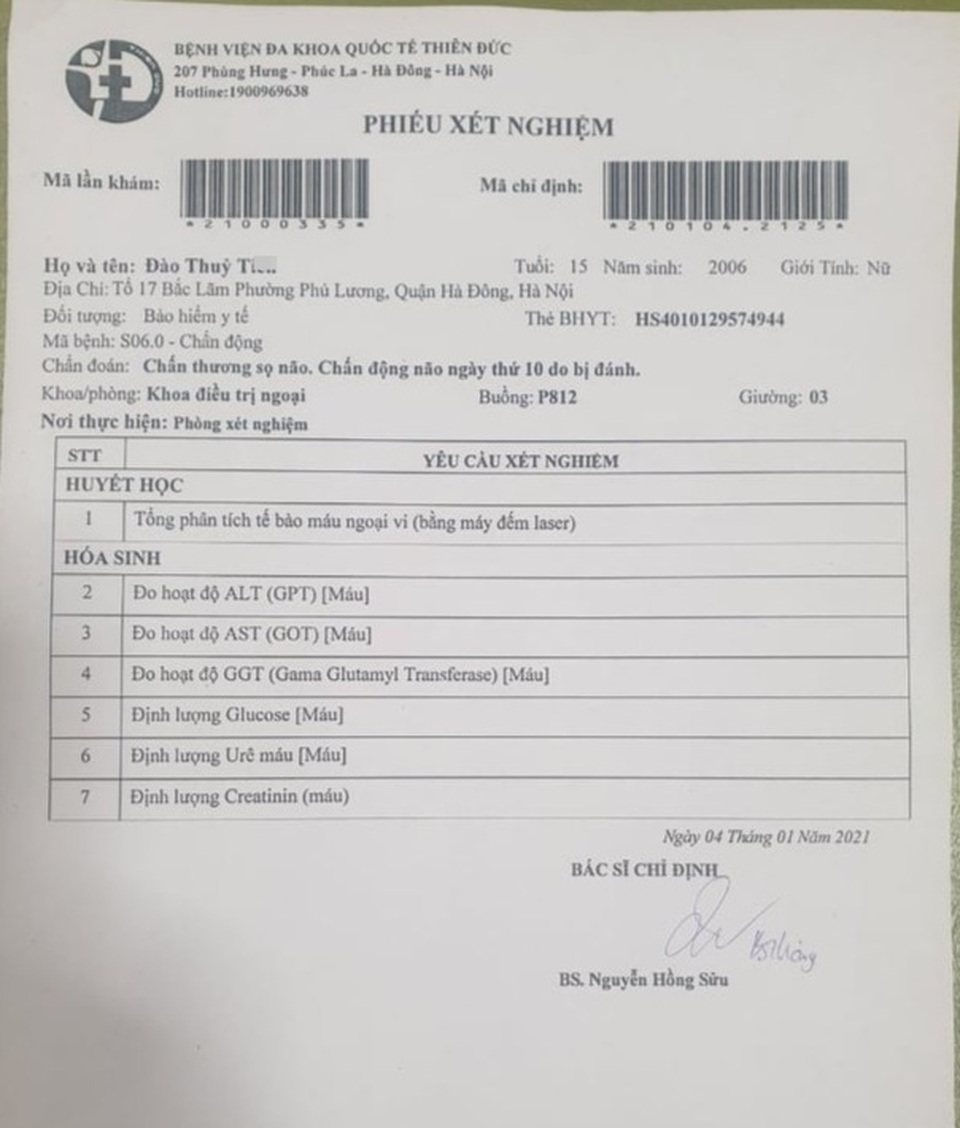 BỆNH VIỆN ĐA KHOA QUỐC TẾ THIÊN ĐỨC
207 Phùng Hưng - Phúc La - Hà Đông - Hà Nội
Hotline:1900969638
PHIẾU XÉT NGHIỆM
Mã lần khám: *21000335*
Mã chỉ định: *210104.2125*
Họ và tên: Đào Thuỷ
Tuổi: 15 Năm sinh: 2006 Giới Tính: Nữ
Địa Chỉ: Tổ 17 Bắc Lãm Phường Phú Lương, Quận Hà Đông, Hà Nội
Đối tượng: Bảo hiểm y tế Thẻ BHYT: HS4010129574944
Mã bệnh: S06.0 - Chấn động
Chẩn đoán: Chấn thương sọ não. Chấn động não ngày thứ 10 do bị đánh.
Khoa/phòng: Khoa điều trị ngoại Buồng: P812 Giường: 03
Nơi thực hiện: Phòng xét nghiệm
STT YÊU CẦU XÉT NGHIỆM
HUYẾT HỌC
1 Tổng phân tích tế bào máu ngoại vi (bằng máy đếm laser)
HÓA SINH
2 Đo hoạt độ ALT (GPT) [Máu]
3 Đo hoạt độ AST (GOT) [Máu]
4 Đo hoạt độ GGT (Gama Glutamyl Transferase) [Máu]
5 Định lượng Glucose [Máu]
6 Định lượng Urê máu [Máu]
7 Định lượng Creatinin (máu)
Ngày 04 Tháng 01 Năm 2021
BÁC SĨ CHỈ ĐỊNH
BS. Nguyễn Hồng Sửu